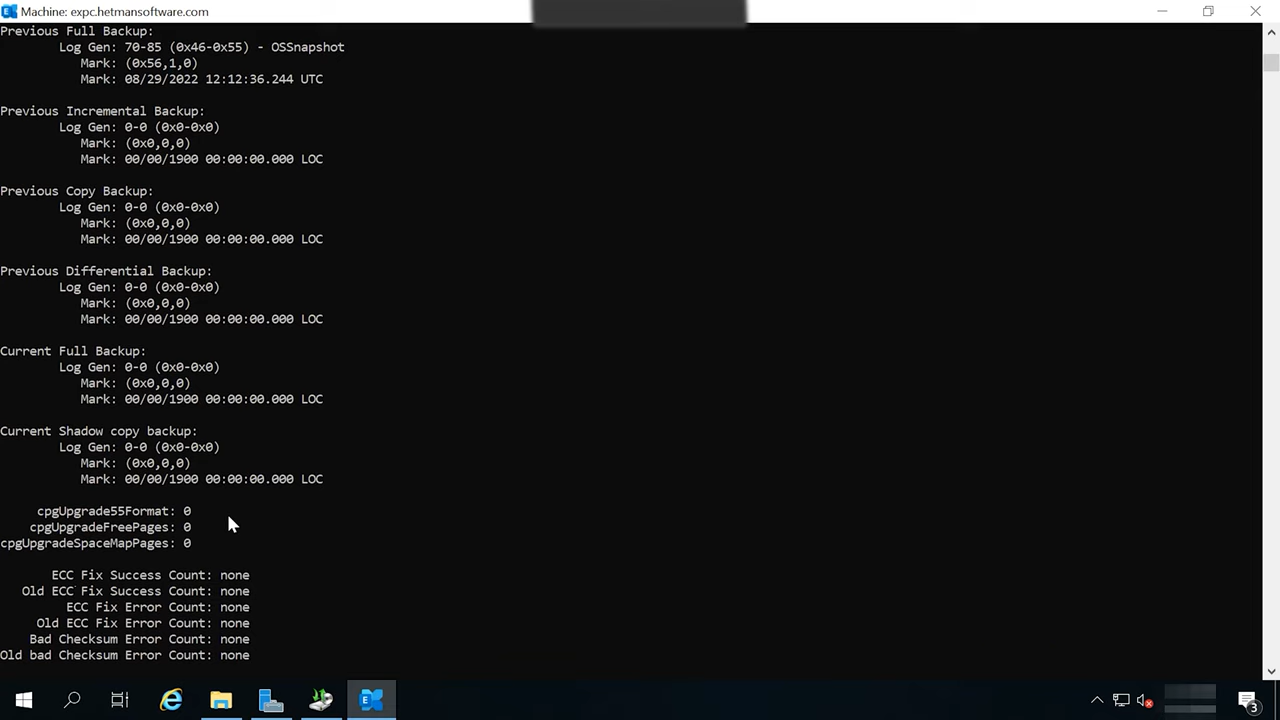 Machine: expc.hetmansoftware.com
Previous Full Backup:
Log Gen: 70-85 (0x46-0x55) - OSSnapshot
Mark: (0x56,1,0)
Mark: 08/29/2022 12:12:36.244 UTC
Previous Incremental Backup:
Log Gen: 0-0 (0x0-0x0)
Mark: (0x0,0,0)
Mark: 00/00/1900 00:00:00.000 LOC
Previous Copy Backup:
Log Gen: 0-0 (0x0-0x0)
Mark: (0x0,0,0)
Mark: 00/00/1900 00:00:00.000 LOC
Previous Differential Backup:
Log Gen: 0-0 (0x0-0x0)
Mark: (0x0,0,0)
Mark: 00/00/1900 00:00:00.000 LOC
Current Full Backup:
Log Gen: 0-0 (0x0-0x0)
Mark: (0x0,0,0)
Mark: 00/00/1900 00:00:00.000 LOC
Current Shadow copy backup:
Log Gen: 0-0 (0x0-0x0)
Mark: (0x0,0,0)
Mark: 00/00/1900 00:00:00.000 LOC
cpgUpgrade55Format: 0
cpgUpgradeFreePages: 0
cpgUpgradeSpaceMapPages: 0
ECC Fix Success Count: none
Old ECC Fix Success Count: none
ECC Fix Error Count: none
Old ECC Fix Error Count: none
Bad Checksum Error Count: none
Old bad Checksum Error Count: none
3